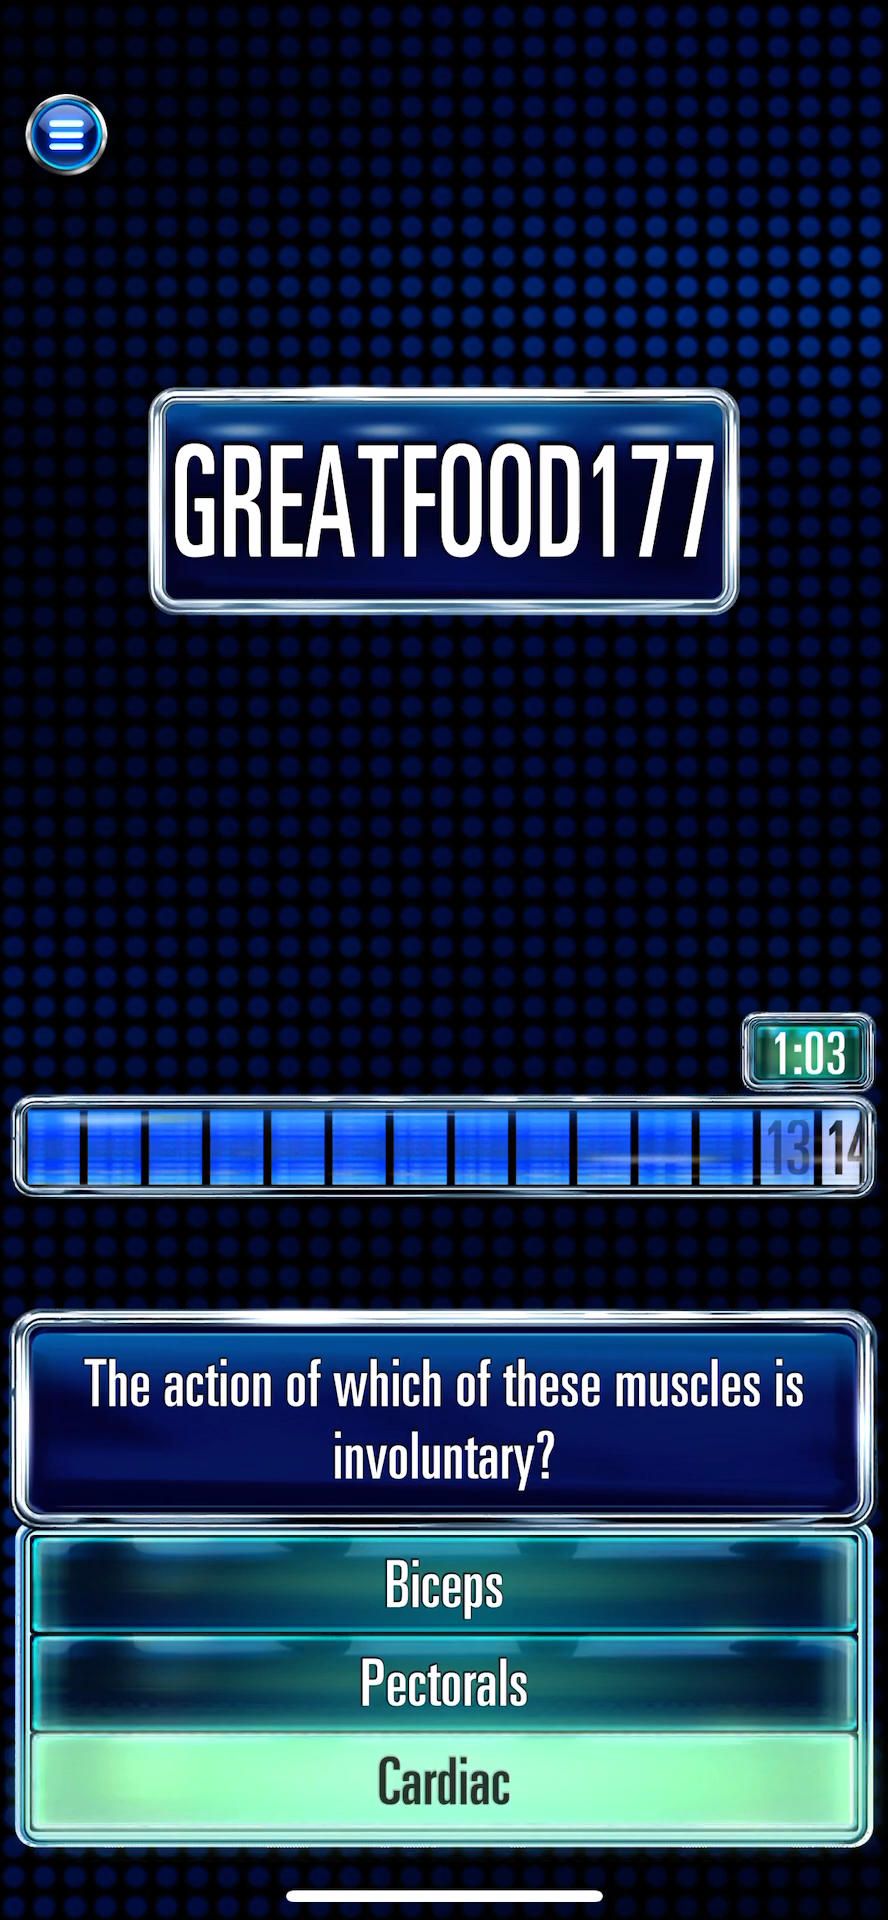 GREATFOOD177
1:03
13 14
The action of which of these muscles is
involuntary?
Biceps
Pectorals
Cardiac